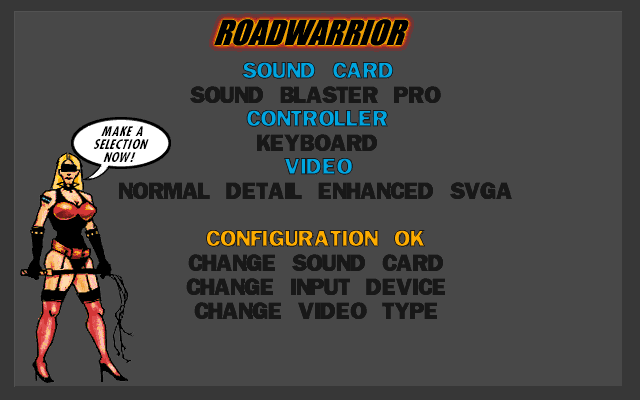 ROADWARRIOR
SOUND CARD
SOUND BLASTER PRO
CONTROLLER
KEYBOARD
VIDEO
NORMAL DETAIL ENHANCED SVGA
MAKE A
SELECTION
NOW!
CONFIGURATION OK
CHANGE SOUND CARD
CHANGE INPUT DEVICE
CHANGE VIDEO TYPE